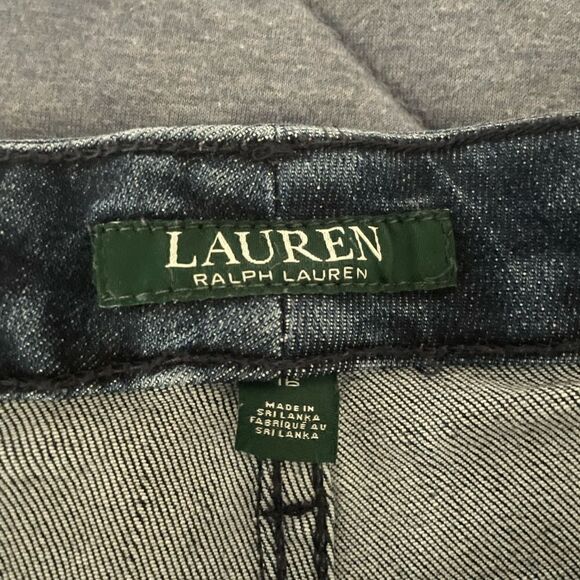 LAUREN
RALPH LAUREN
16
MADE IN
SRI LANKA
FABRIQUÉ AU
SRI LANKA